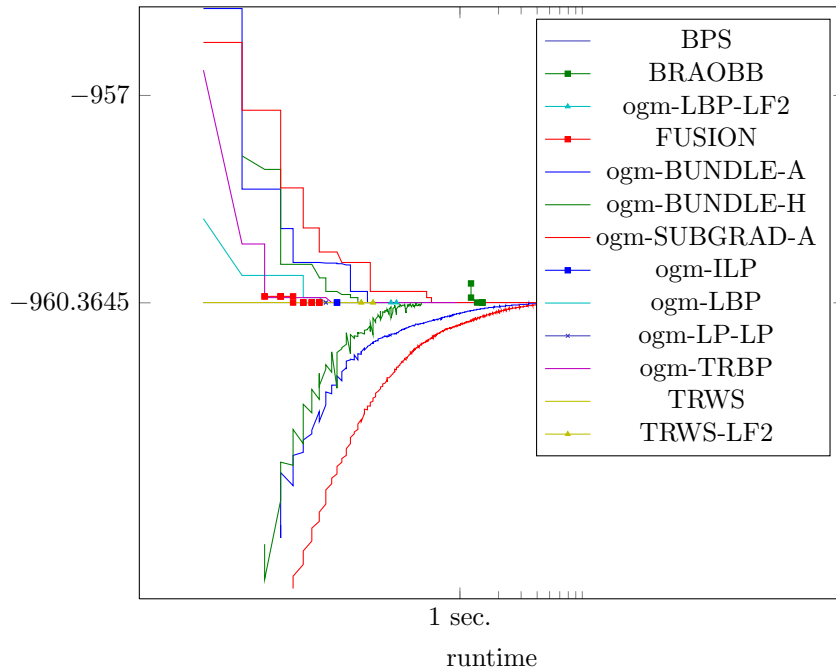 BPS
BRAOBB
ogm-LBP-LF2
FUSION
ogm-BUNDLE-A
ogm-BUNDLE-H
ogm-SUBGRAD-A
ogm-ILP
ogm-LBP
ogm-LP-LP
ogm-TRBP
TRWS
TRWS-LF2
−957
−960.3645
1 sec.
runtime